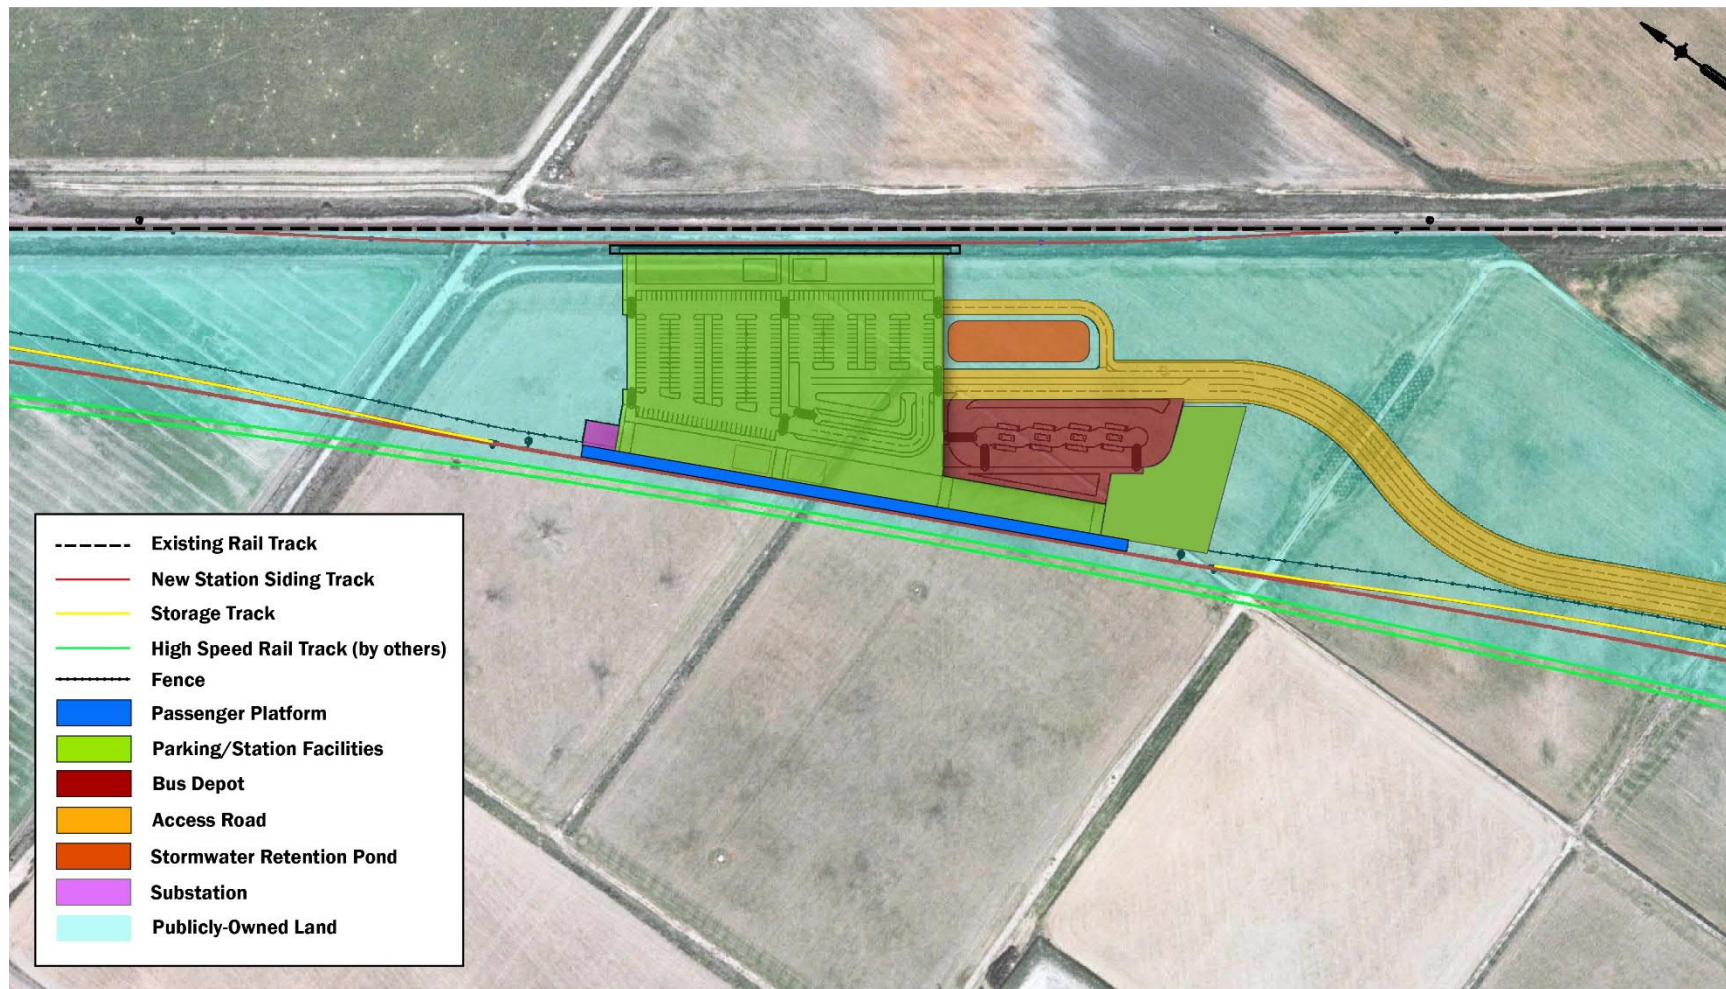 Existing Rail Track
New Station Siding Track
Storage Track
High Speed Rail Track (by others)
Fence
Passenger Platform
Parking/Station Facilities
Bus Depot
Access Road
Stormwater Retention Pond
Substation
Publicly-Owned Land